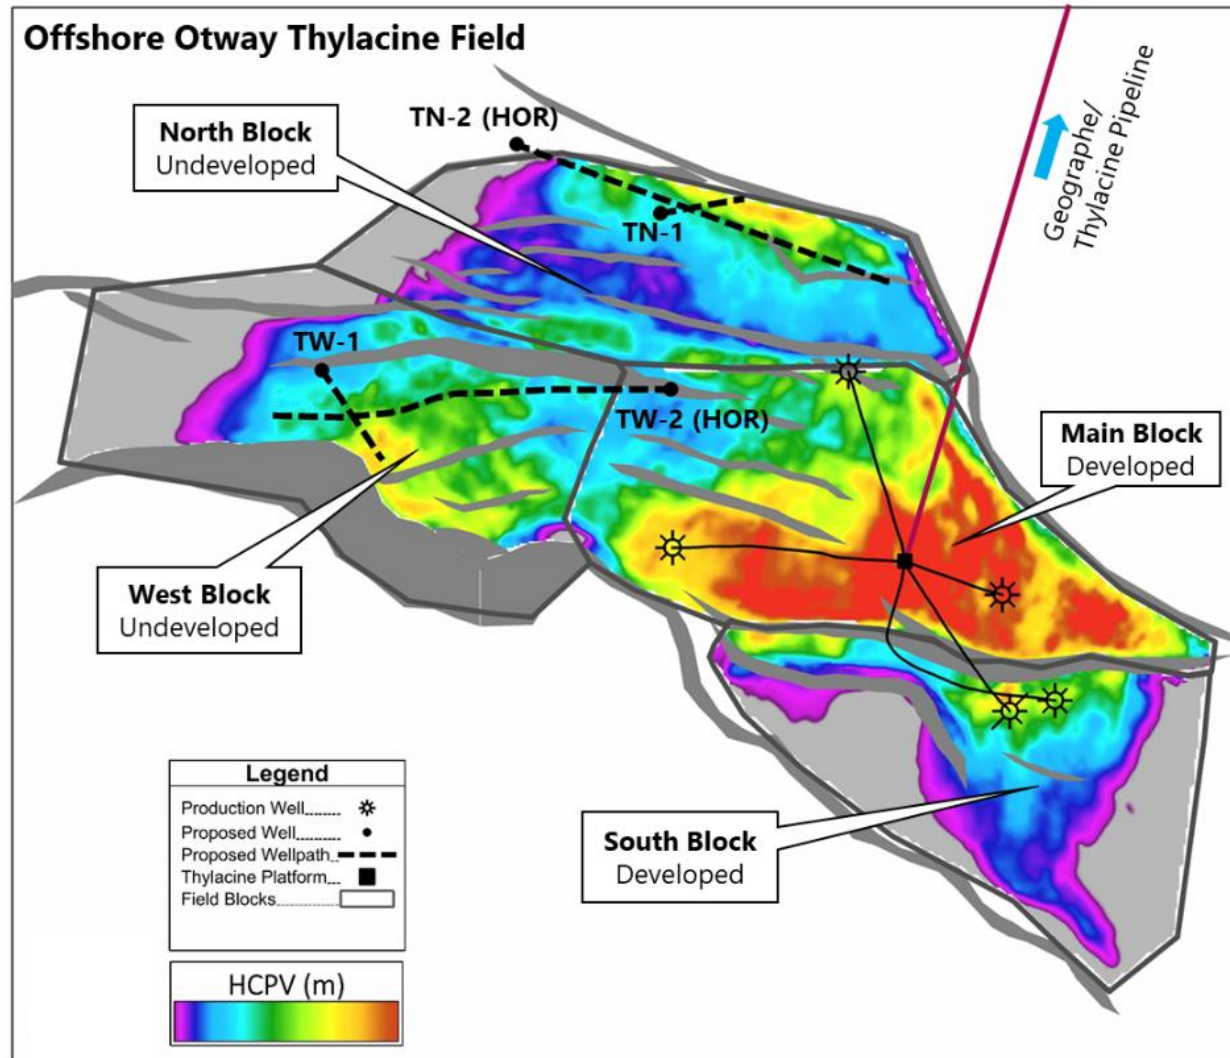 Offshore Otway Thylacine Field
TN-2 (HOR)
North Block
Undeveloped
TN-1
Geographe/
Thylacine Pipeline
TW-1
TW-2 (HOR)
Main Block
Developed
West Block
Undeveloped
South Block
Developed
Legend
Production Well
Proposed Well
Proposed Wellpath
Thylacine Platform
Field Blocks
HCPV (m)